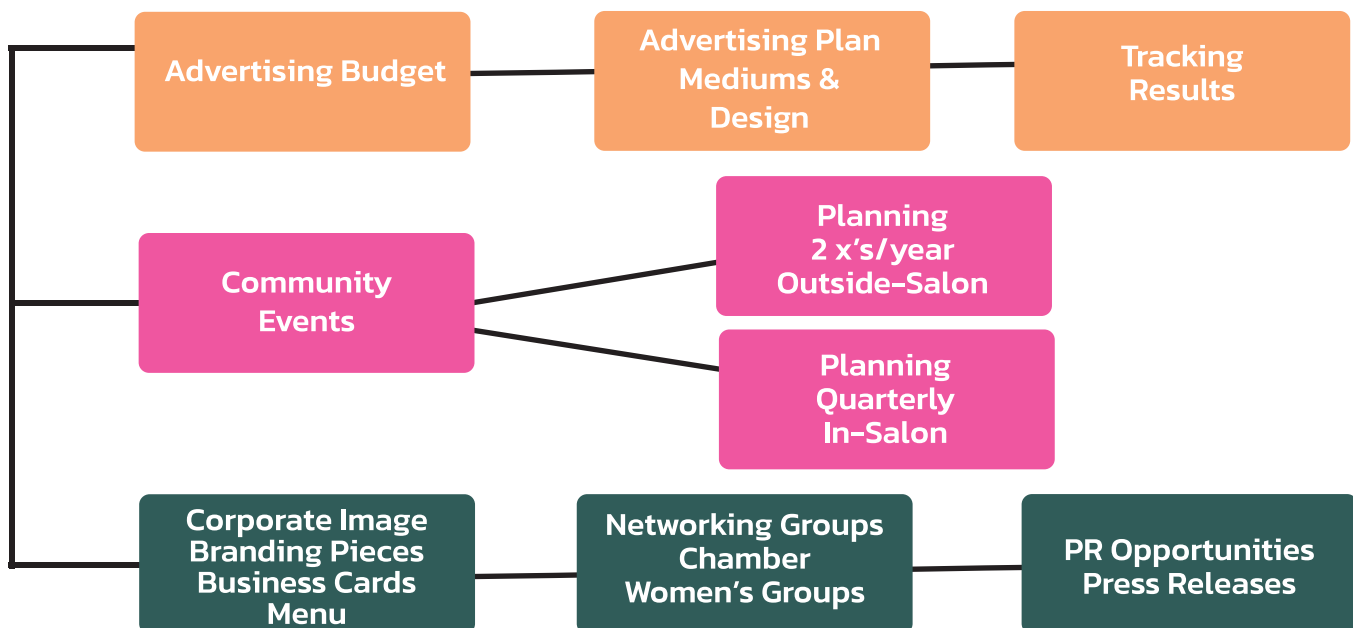 Advertising Budget
Advertising Plan
Mediums &
Design
Tracking
Results
Community
Events
Planning
2 x’s/year
Outside-Salon
Planning
Quarterly
In-Salon
Corporate Image
Branding Pieces
Business Cards
Menu
Networking Groups
Chamber
Women’s Groups
PR Opportunities
Press Releases